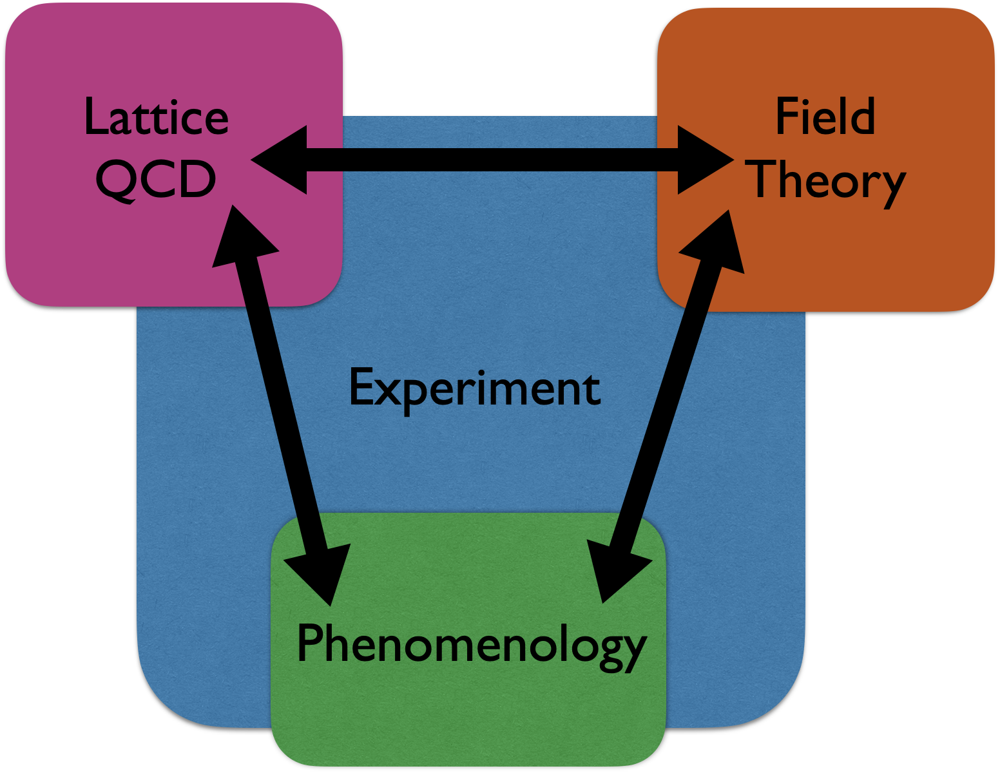 Lattice
QCD
Field
Theory
Experiment
Phenomenology